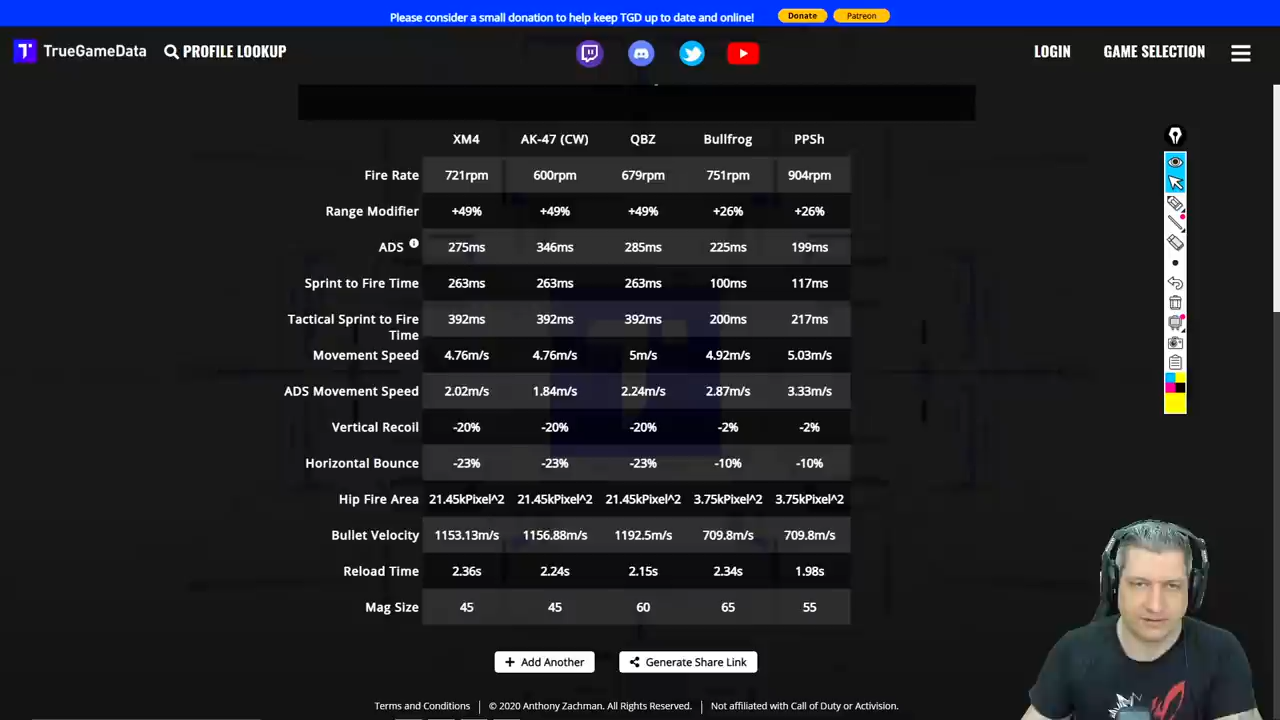 Please consider a small donation to help keep TGD up to date and online! Donate Patreon
TrueGameData PROFILE LOOKUP LOGIN GAME SELECTION
XM4 AK-47 (CW) QBZ Bullfrog PPSh
Fire Rate 721rpm 600rpm 679rpm 751rpm 904rpm
Range Modifier +49% +49% +49% +26% +26%
ADS 275ms 346ms 285ms 225ms 199ms
Sprint to Fire Time 263ms 263ms 263ms 100ms 117ms
Tactical Sprint to Fire Time 392ms 392ms 392ms 200ms 217ms
Movement Speed 4.76m/s 4.76m/s 5m/s 4.92m/s 5.03m/s
ADS Movement Speed 2.02m/s 1.84m/s 2.24m/s 2.87m/s 3.33m/s
Vertical Recoil -20% -20% -20% -2% -2%
Horizontal Bounce -23% -23% -23% -10% -10%
Hip Fire Area 21.45kPixel^2 21.45kPixel^2 21.45kPixel^2 3.75kPixel^2 3.75kPixel^2
Bullet Velocity 1153.13m/s 1156.88m/s 1192.5m/s 709.8m/s 709.8m/s
Reload Time 2.36s 2.24s 2.15s 2.34s 1.98s
Mag Size 45 45 60 65 55
+ Add Another Generate Share Link
Terms and Conditions | © 2020 Anthony Zachman. All Rights Reserved. | Not affiliated with Call of Duty or Activision.